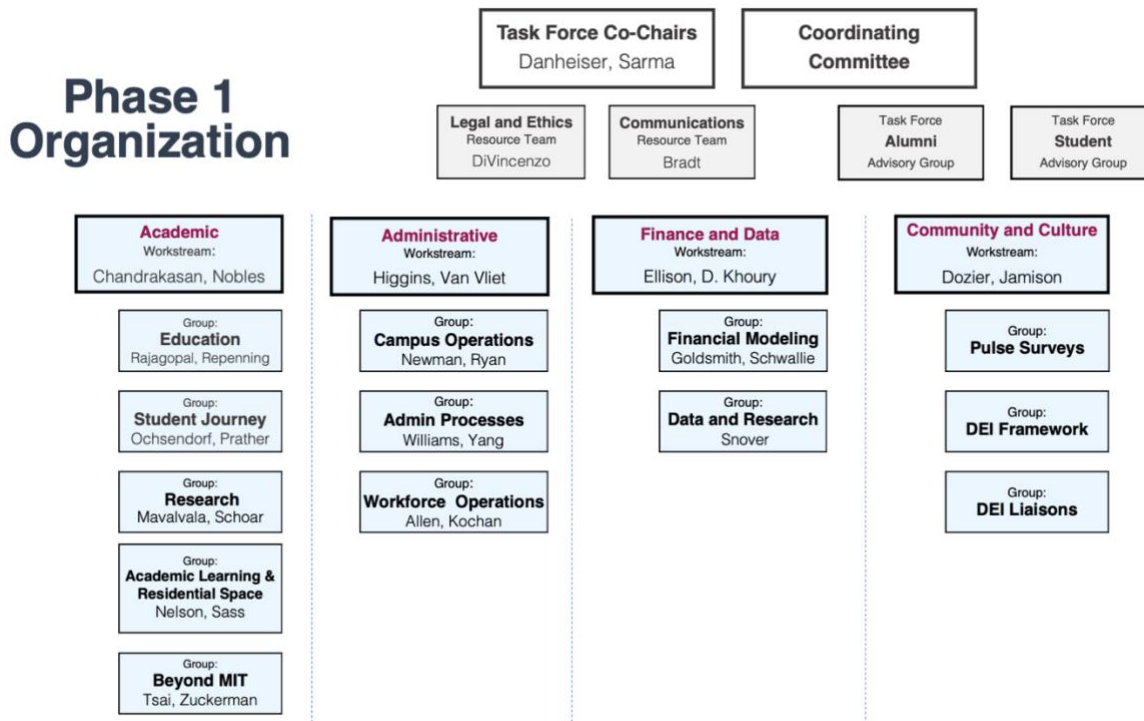 Phase 1
Organization
Task Force Co-Chairs
Danheiser, Sarma
Coordinating
Committee
Legal and Ethics
Resource Team
DiVincenzo
Communications
Resource Team
Bradt
Task Force
Alumni
Advisory Group
Task Force
Student
Advisory Group
Academic
Workstream:
Chandrakasan, Nobles
Group:
Education
Rajagopal, Repenning
Group:
Student Journey
Ochsendorf, Prather
Group:
Research
Mavalvala, Schoar
Group:
Academic Learning &
Residential Space
Nelson, Sass
Group:
Beyond MIT
Tsai, Zuckerman
Administrative
Workstream:
Higgins, Van Vliet
Group:
Campus Operations
Newman, Ryan
Group:
Admin Processes
Williams, Yang
Group:
Workforce Operations
Allen, Kochan
Finance and Data
Workstream:
Ellison, D. Khoury
Group:
Financial Modeling
Goldsmith, Schwallie
Group:
Data and Research
Snover
Community and Culture
Workstream:
Dozier, Jamison
Group:
Pulse Surveys
Group:
DEI Framework
Group:
DEI Liaisons